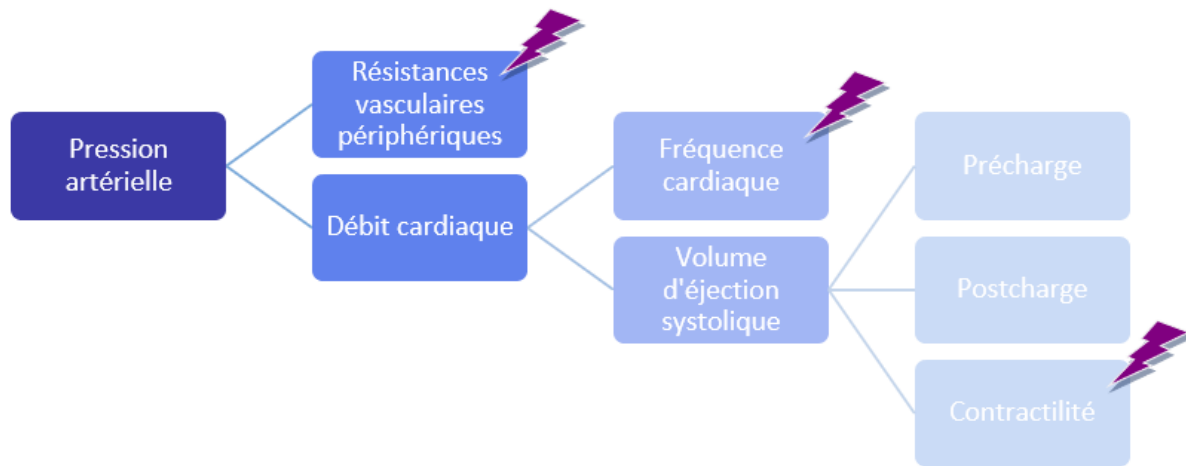 Pression
artérielle
Résistances
vasculaires
périphériques
Débit cardiaque
Fréquence
cardiaque
Volume
d'éjection
systolique
Précharge
Postcharge
Contractilité